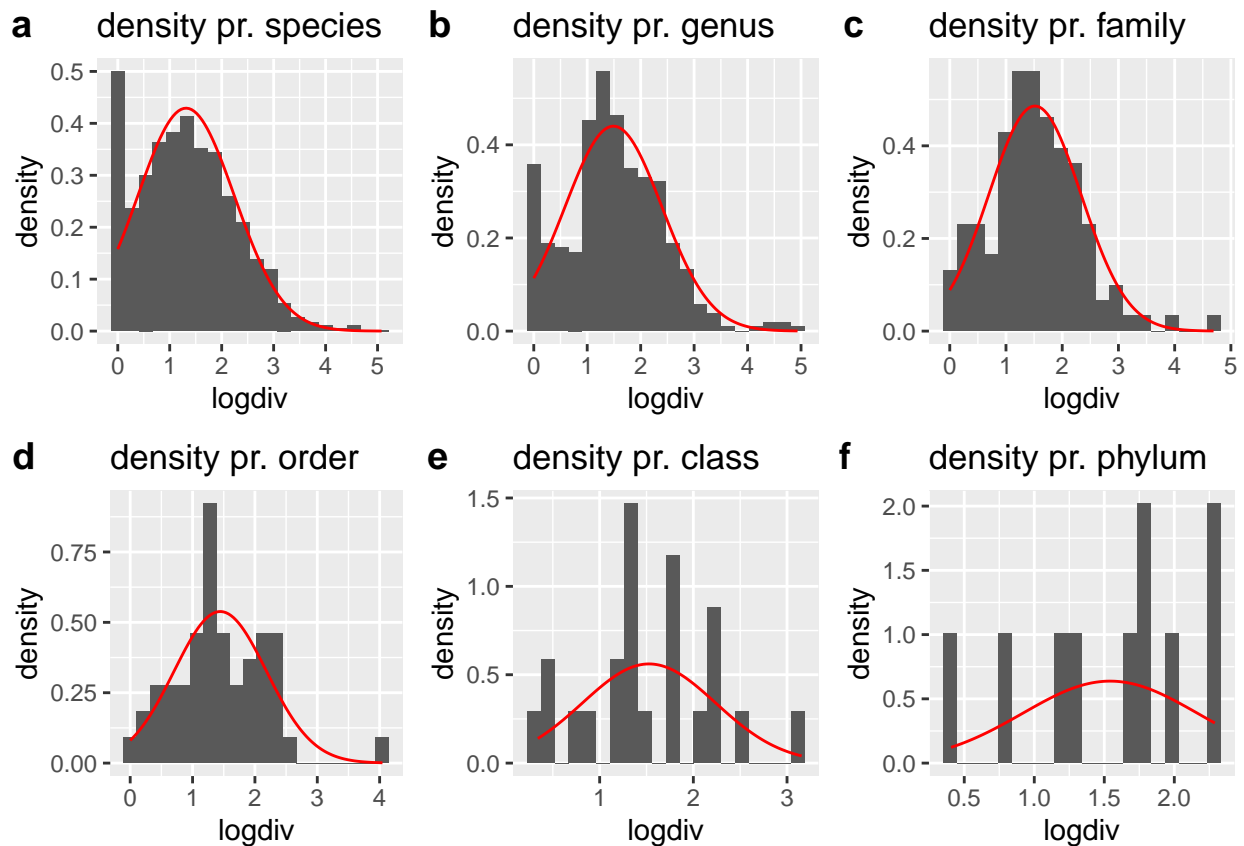 a density pr. species
b density pr. genus
c density pr. family
density
0.5
0.4
0.3
0.2
0.1
0.0
0 1 2 3 4 5
logdiv
density
0.4
0.2
0.0
0 1 2 3 4 5
logdiv
density
0.4
0.2
0.0
0 1 2 3 4 5
logdiv
d density pr. order
e density pr. class
f density pr. phylum
density
0.75
0.50
0.25
0.00
0 1 2 3 4
logdiv
density
1.5
1.0
0.5
0.0
1 2 3
logdiv
density
2.0
1.5
1.0
0.5
0.0
0.5 1.0 1.5 2.0
logdiv